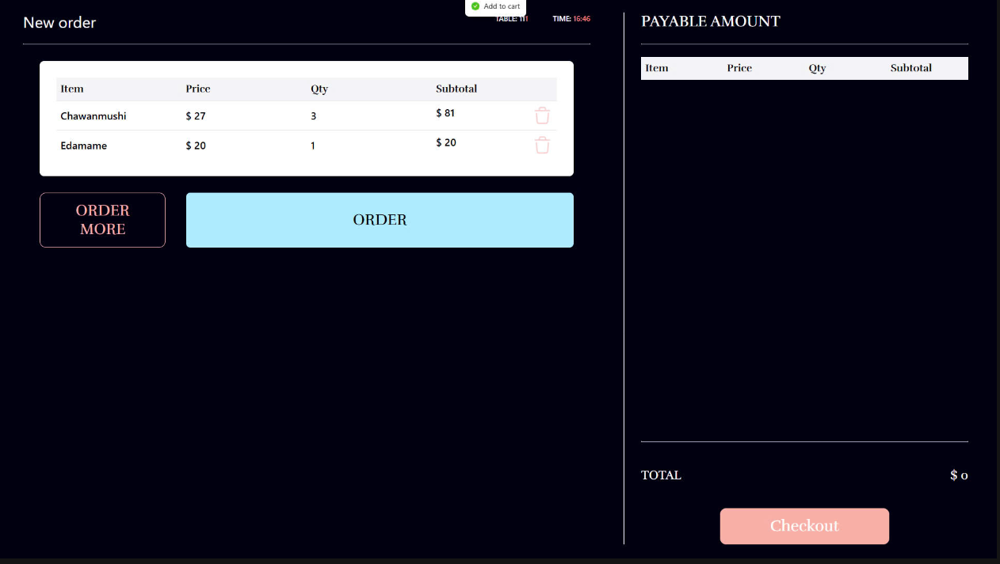 Add to cart
New order
TABLE: 111 TIME: 16:46
Item Price Qty Subtotal
Chawanmushi $ 27 3 $ 81
Edamame $ 20 1 $ 20
ORDER
MORE
ORDER
PAYABLE AMOUNT
Item Price Qty Subtotal
TOTAL $ 0
Checkout